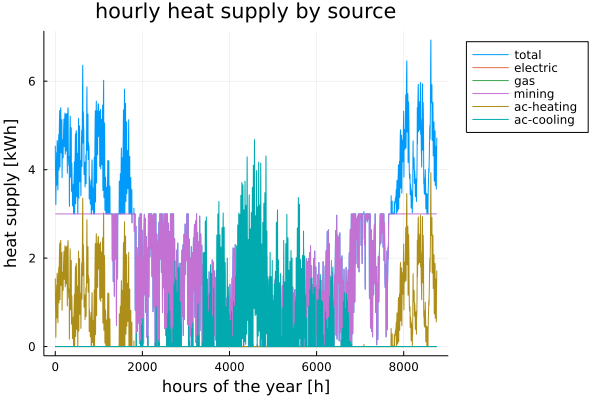 hourly heat supply by source
heat supply [kWh]
6
4
2
0
0
2000
4000
6000
8000
hours of the year [h]
total
electric
gas
mining
ac-heating
ac-cooling